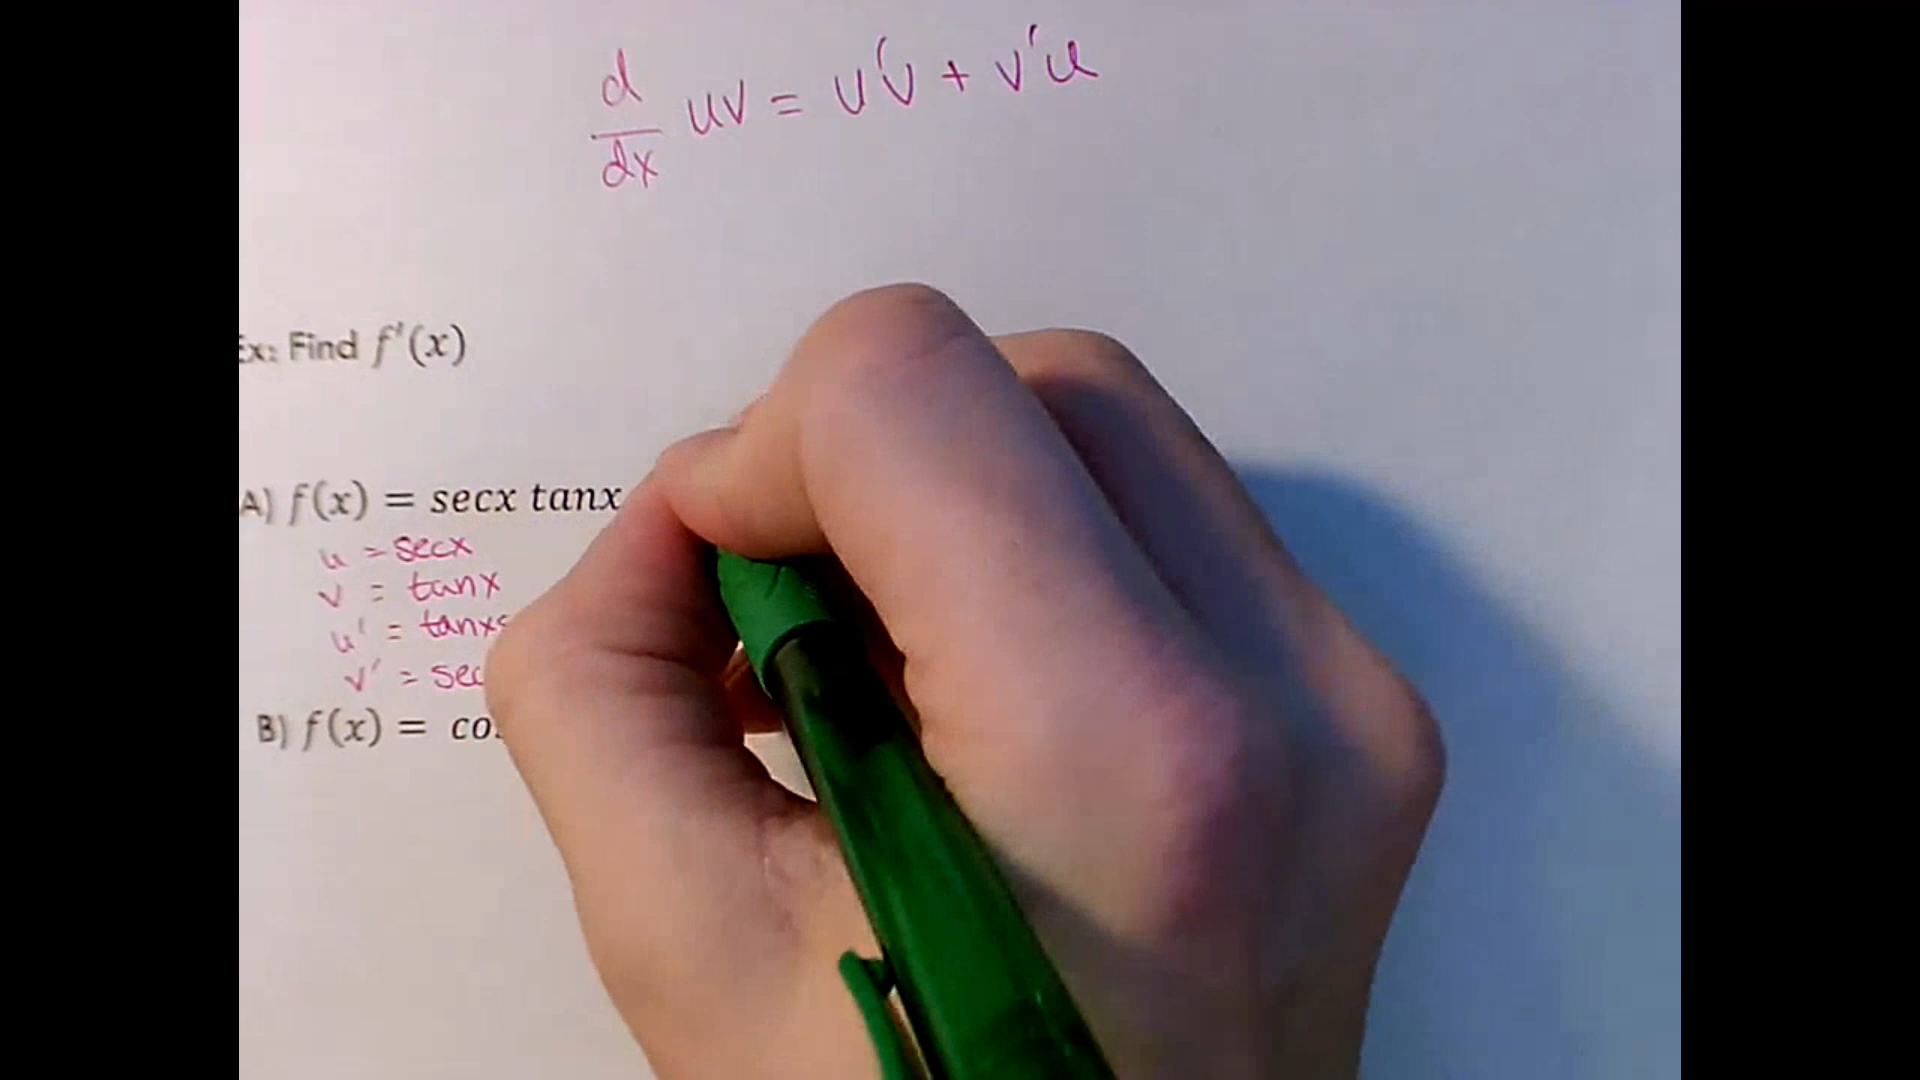 d/dx uv = u'v + v'u
Ex: Find f'(x)
A) f(x) = secx tanx
u = secx
v = tanx
u' = tanx
v' = sec
B) f(x) =